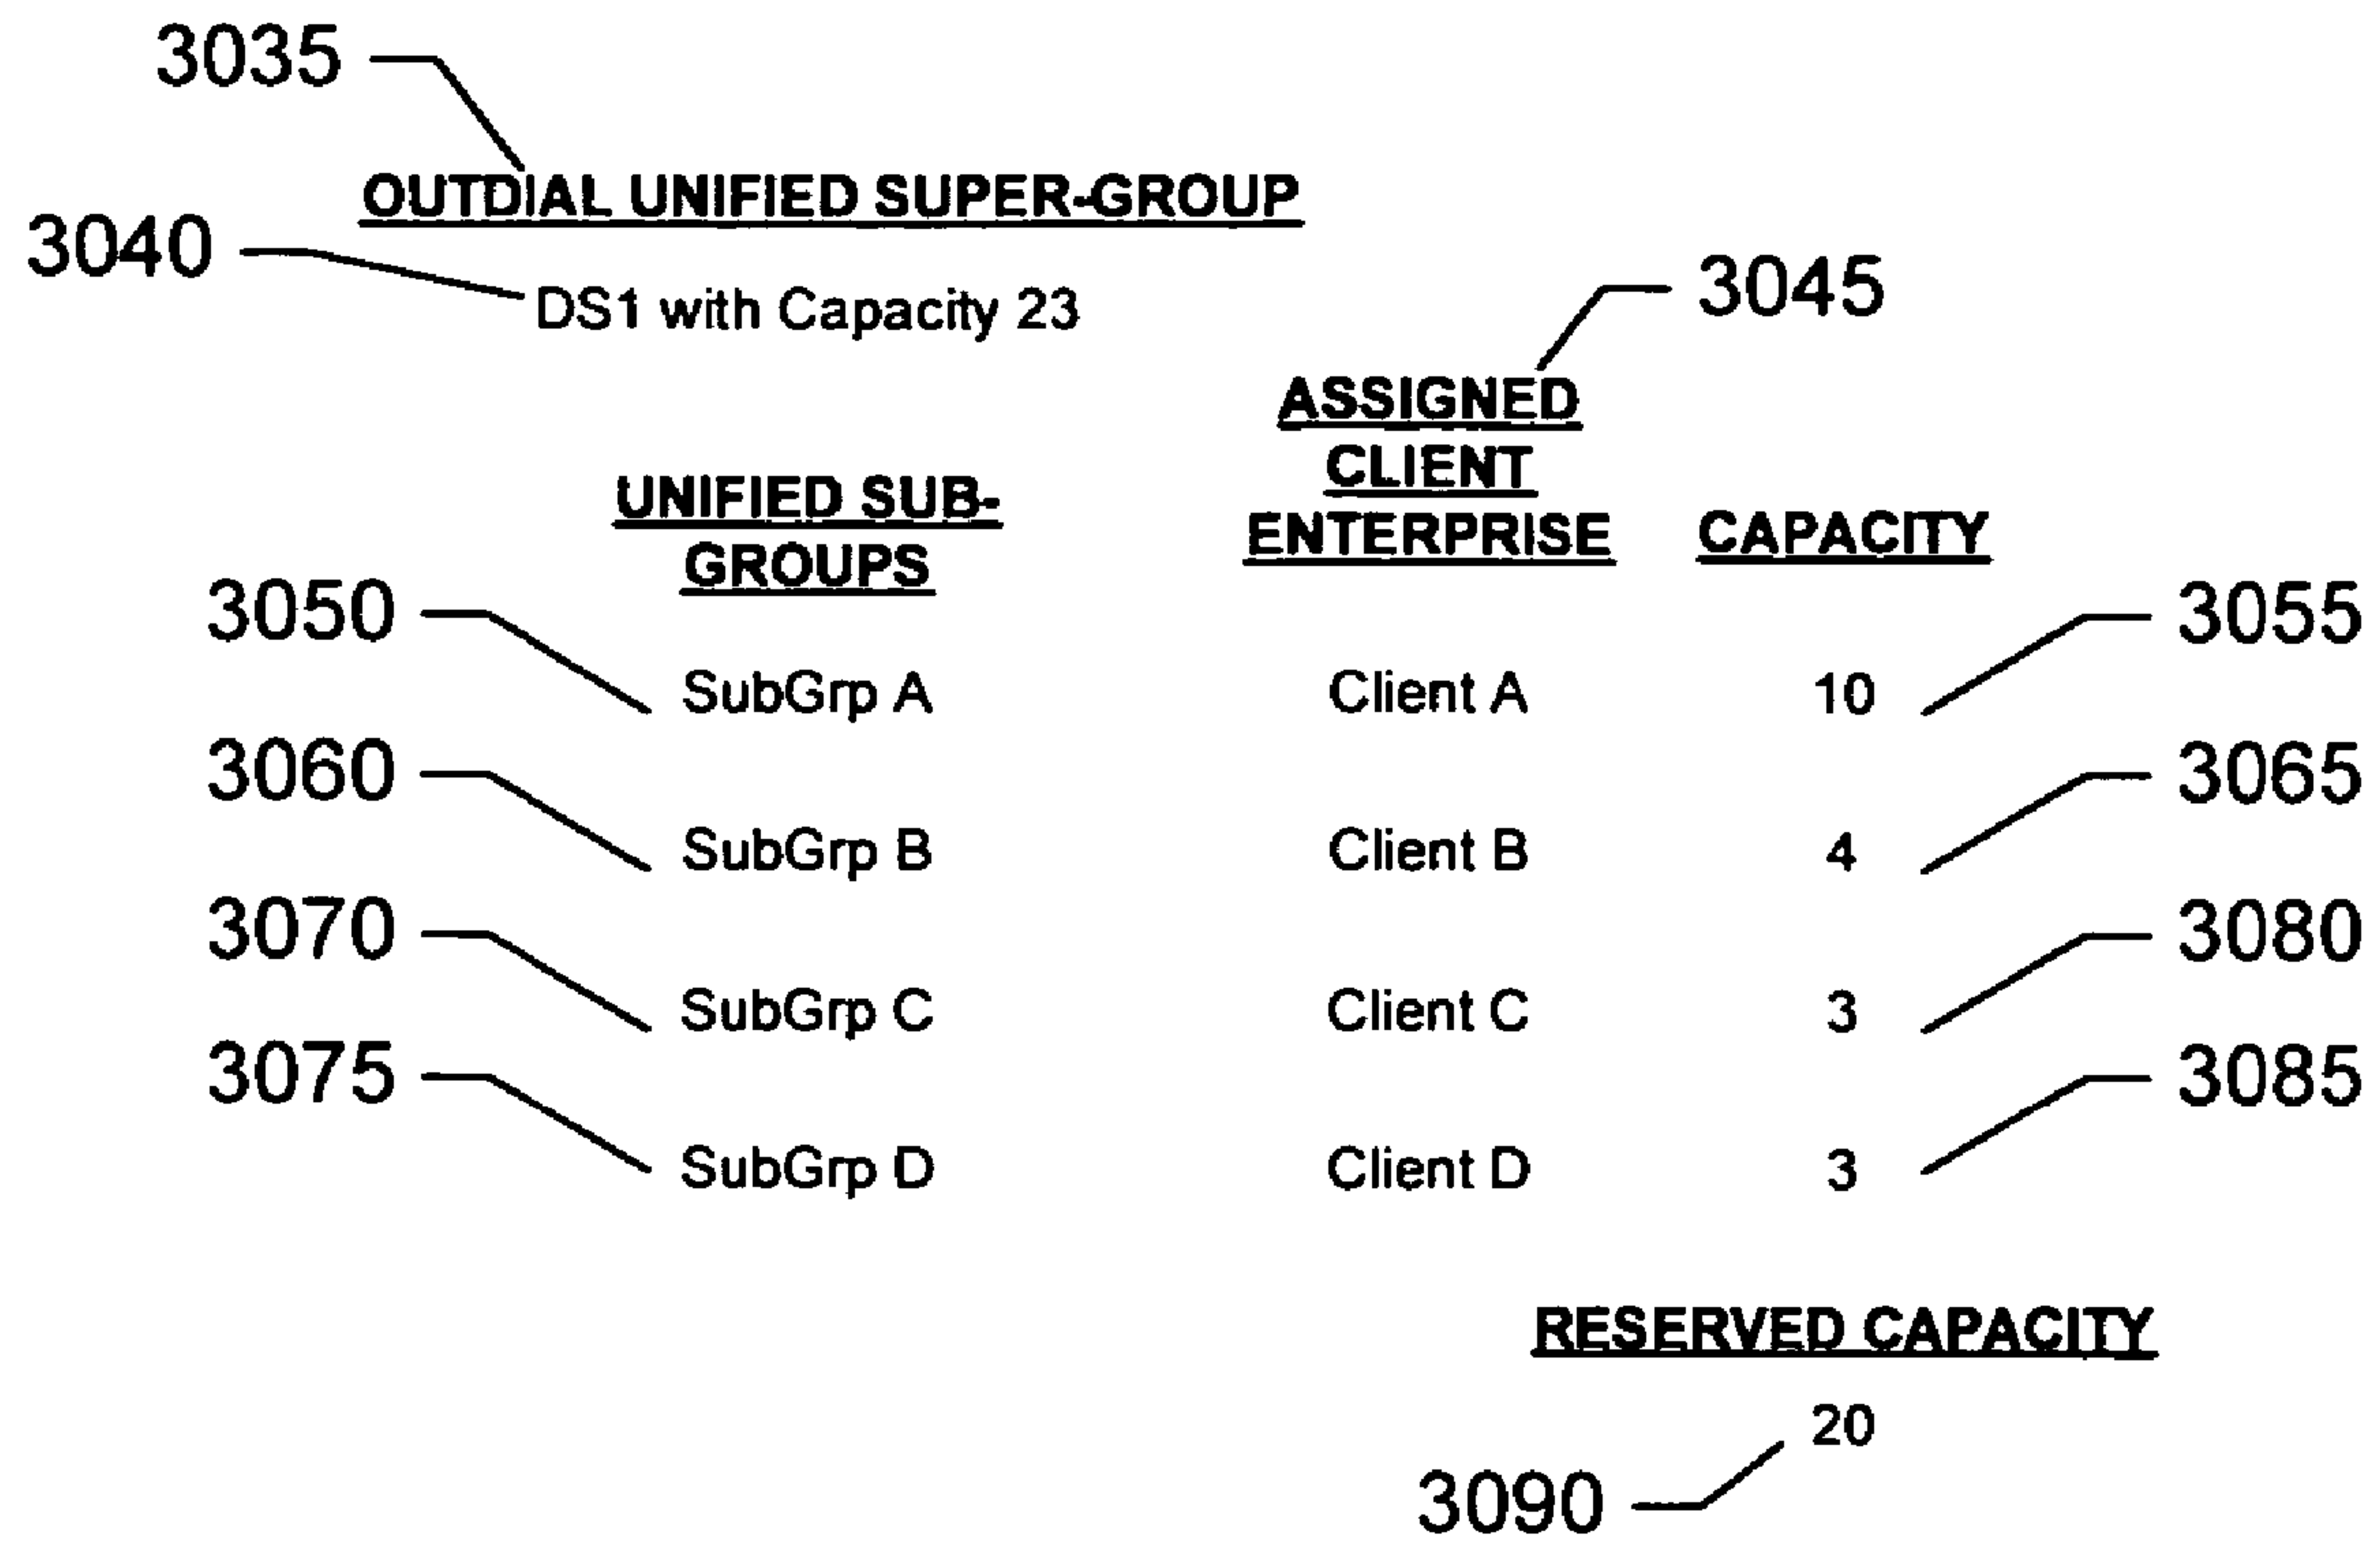 3035
OUTDIAL UNIFIED SUPER-GROUP
3040
DS1 with Capacity 23
3045
ASSIGNED
CLIENT
ENTERPRISE
UNIFIED SUB-
GROUPS
CAPACITY
3050
3055
SubGrp A Client A 10
3060
3065
SubGrp B Client B 4
3070
3080
SubGrp C Client C 3
3075
3085
SubGrp D Client D 3
RESERVED CAPACITY
20
3090